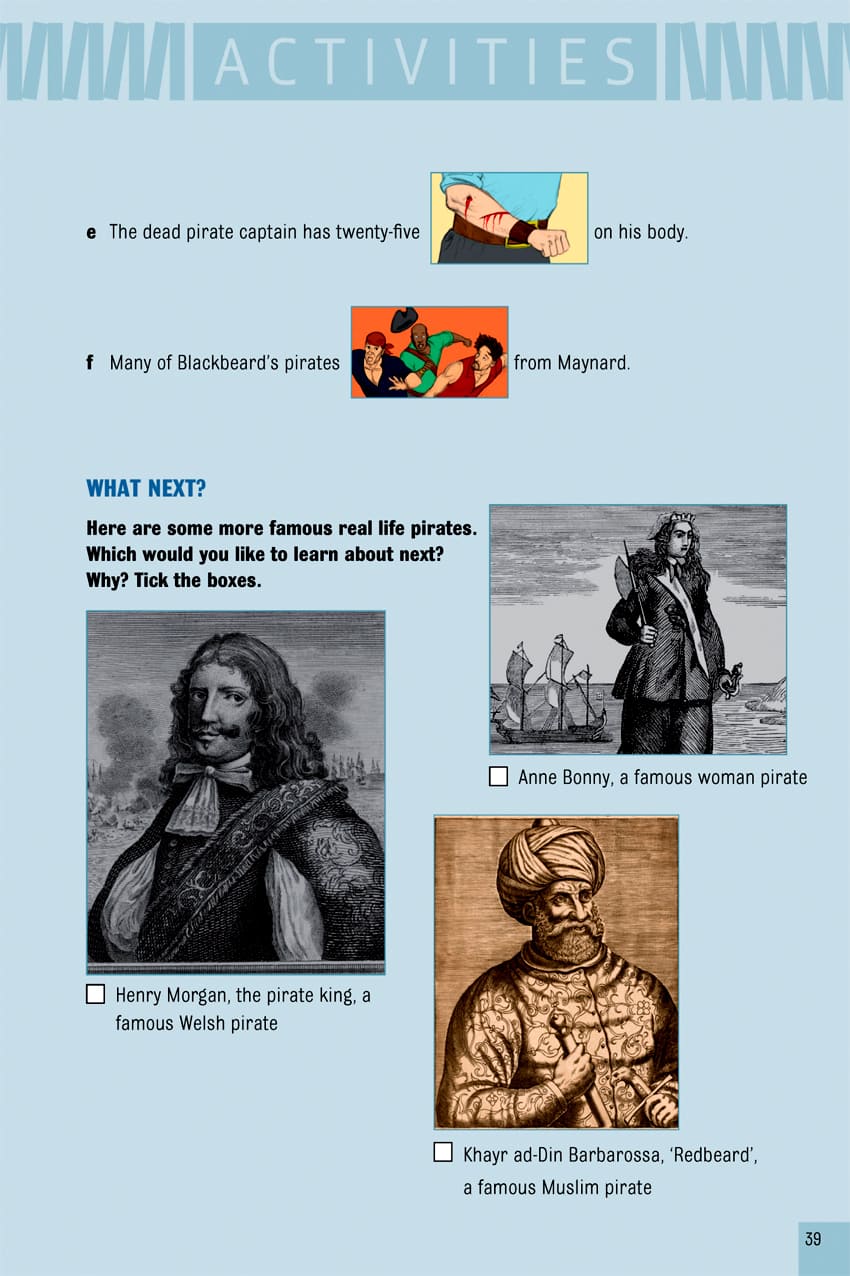 ACTIVITIES
e The dead pirate captain has twenty-five on his body.
f Many of Blackbeard's pirates from Maynard.
WHAT NEXT?
Here are some more famous real life pirates.
Which would you like to learn about next?
Why? Tick the boxes.
Anne Bonny, a famous woman pirate
Henry Morgan, the pirate king, a
famous Welsh pirate
Khayr ad-Din Barbarossa, ‘Redbeard’,
a famous Muslim pirate
39